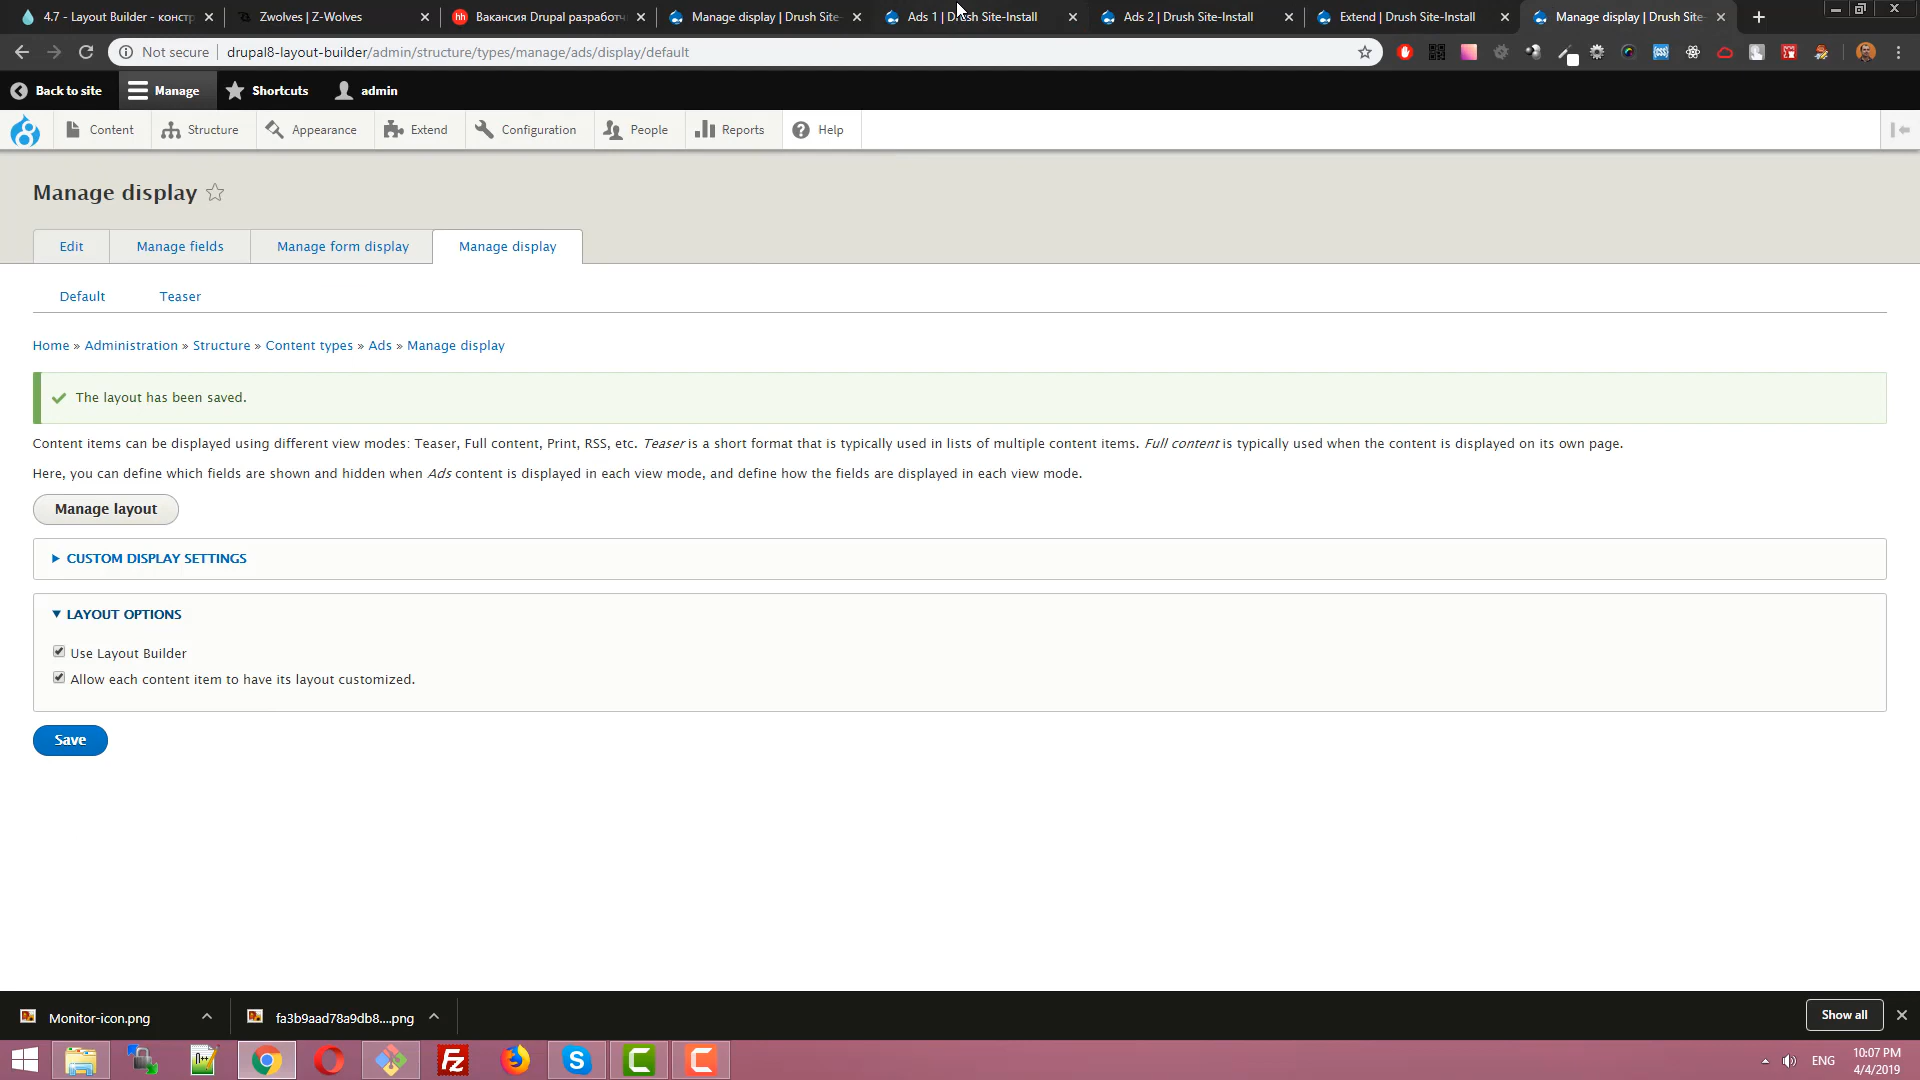 4.7 - Layout Builder - констр
Zwolves | Z-Wolves
hh Вакансия Drupal разработч
Manage display | Drush Site-
Ads 1 | Drush Site-Install
Ads 2 | Drush Site-Install
Extend | Drush Site-Install
Manage display | Drush Site-
Not secure | drupal8-layout-builder/admin/structure/types/manage/ads/display/default
Back to site Manage Shortcuts admin
Content Structure Appearance Extend Configuration People Reports Help
Manage display
Edit Manage fields Manage form display Manage display
Default Teaser
Home » Administration » Structure » Content types » Ads » Manage display
The layout has been saved.
Content items can be displayed using different view modes: Teaser, Full content, Print, RSS, etc. Teaser is a short format that is typically used in lists of multiple content items. Full content is typically used when the content is displayed on its own page.
Here, you can define which fields are shown and hidden when Ads content is displayed in each view mode, and define how the fields are displayed in each view mode.
Manage layout
CUSTOM DISPLAY SETTINGS
LAYOUT OPTIONS
Use Layout Builder
Allow each content item to have its layout customized.
Save
Monitor-icon.png
fa3b9aad78a9db8....png
Show all
ENG
10:07 PM
4/4/2019